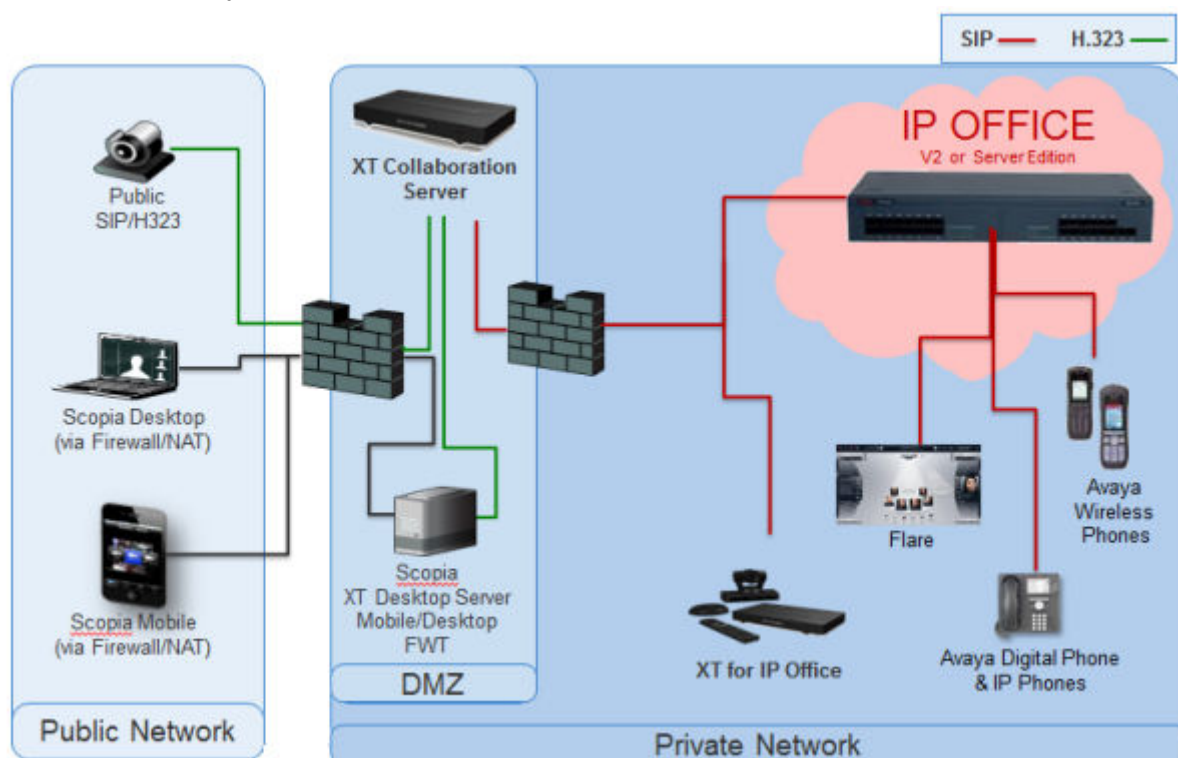 SIP
H.323
IP OFFICE
V2 or Server Edition
XT Collaboration
Server
Public
SIP/H323
Scopia Desktop
(via Firewall/NAT)
Scopia Mobile
(via Firewall/NAT)
Public Network
Scopia
XT Desktop Server
Mobile/Desktop
FWT
DMZ
Flare
Avaya
Wireless
Phones
XT for IP Office
Avaya Digital Phone
& IP Phones
Private Network